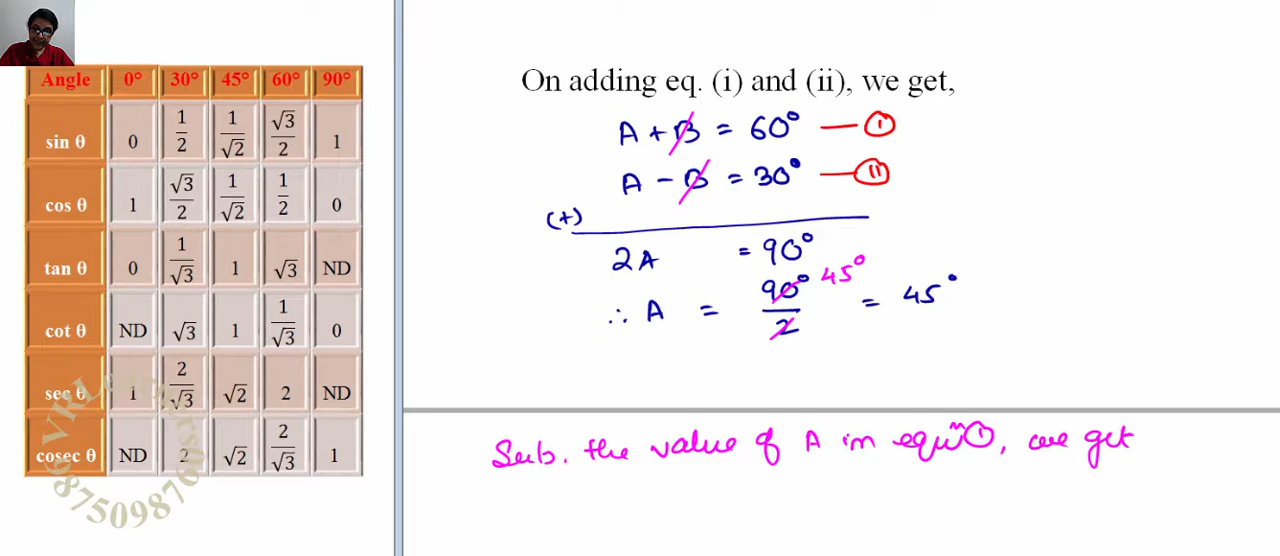 Angle 0° 30° 45° 60° 90°
sin θ 0 1/2 1/√2 √3/2 1
cos θ 1 √3/2 1/√2 1/2 0
tan θ 0 1/√3 1 √3 ND
cot θ ND √3 1 1/√3 0
sec θ 1 2/√3 √2 2 ND
cosec θ ND 2 √2 2/√3 1
On adding eq. (i) and (ii), we get,
A + B = 60° — (i)
A - B = 30° — (ii)
(+)
2A = 90°
∴ A = 90°/2 45° = 45°
Sub. the value of A in equⁿ (i), we get